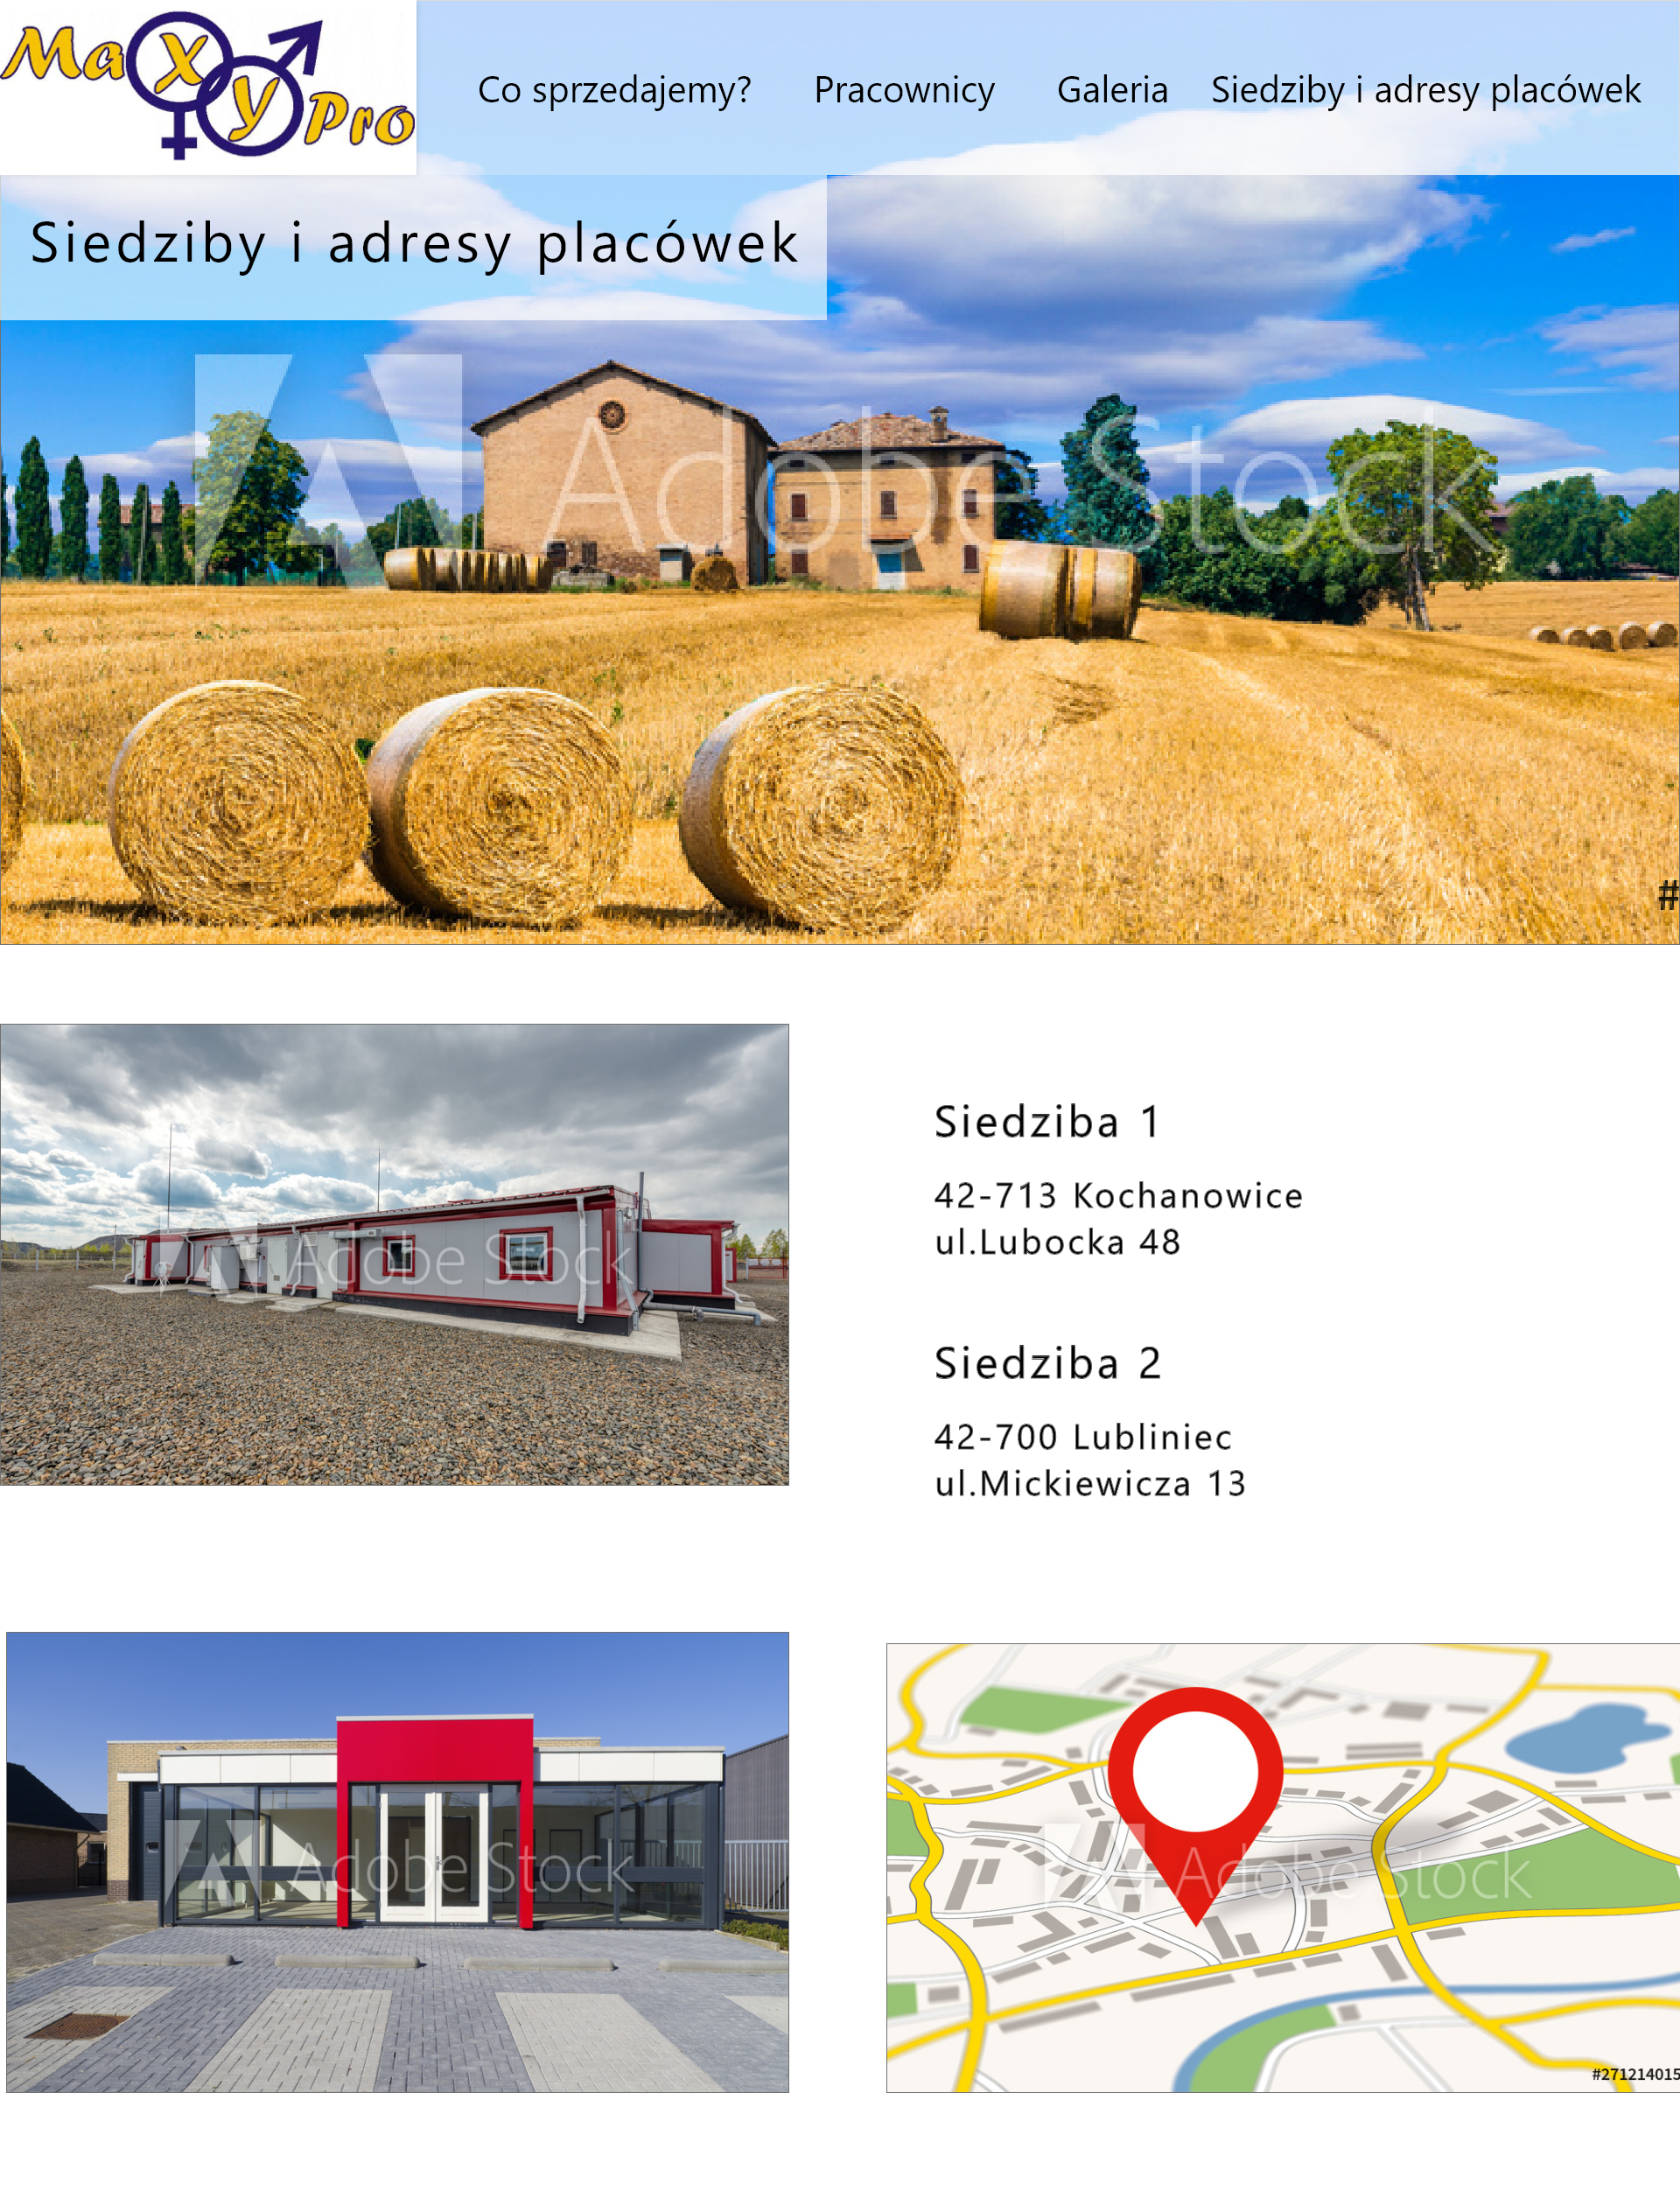 MaXYPro
Co sprzedajemy? Pracownicy Galeria Siedziby i adresy placówek
Siedziby i adresy placówek
Adobe Stock
#
Adobe Stock
Siedziba 1
42-713 Kochanowice
ul.Lubocka 48
Siedziba 2
42-700 Lubliniec
ul.Mickiewicza 13
Adobe Stock
Adobe Stock
#271214015